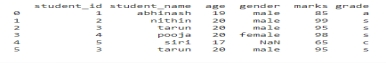 student_id student_name age gender marks grade
0 1 abhinash 19 male 85 a
1 2 nithin 20 male 99 s
2 3 tarun 20 male 95 s
3 4 pooja 20 female 98 s
4 5 siri 17 NaN 65 c
5 3 tarun 20 male 95 s